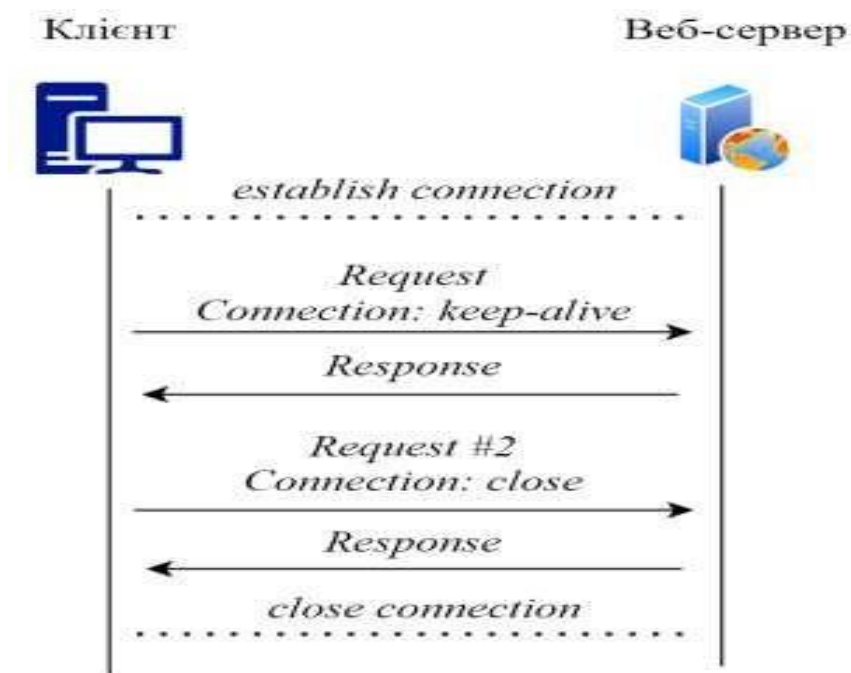 Клієнт
Веб-сервер
establish connection
Request
Connection: keep-alive
Response
Request #2
Connection: close
Response
close connection